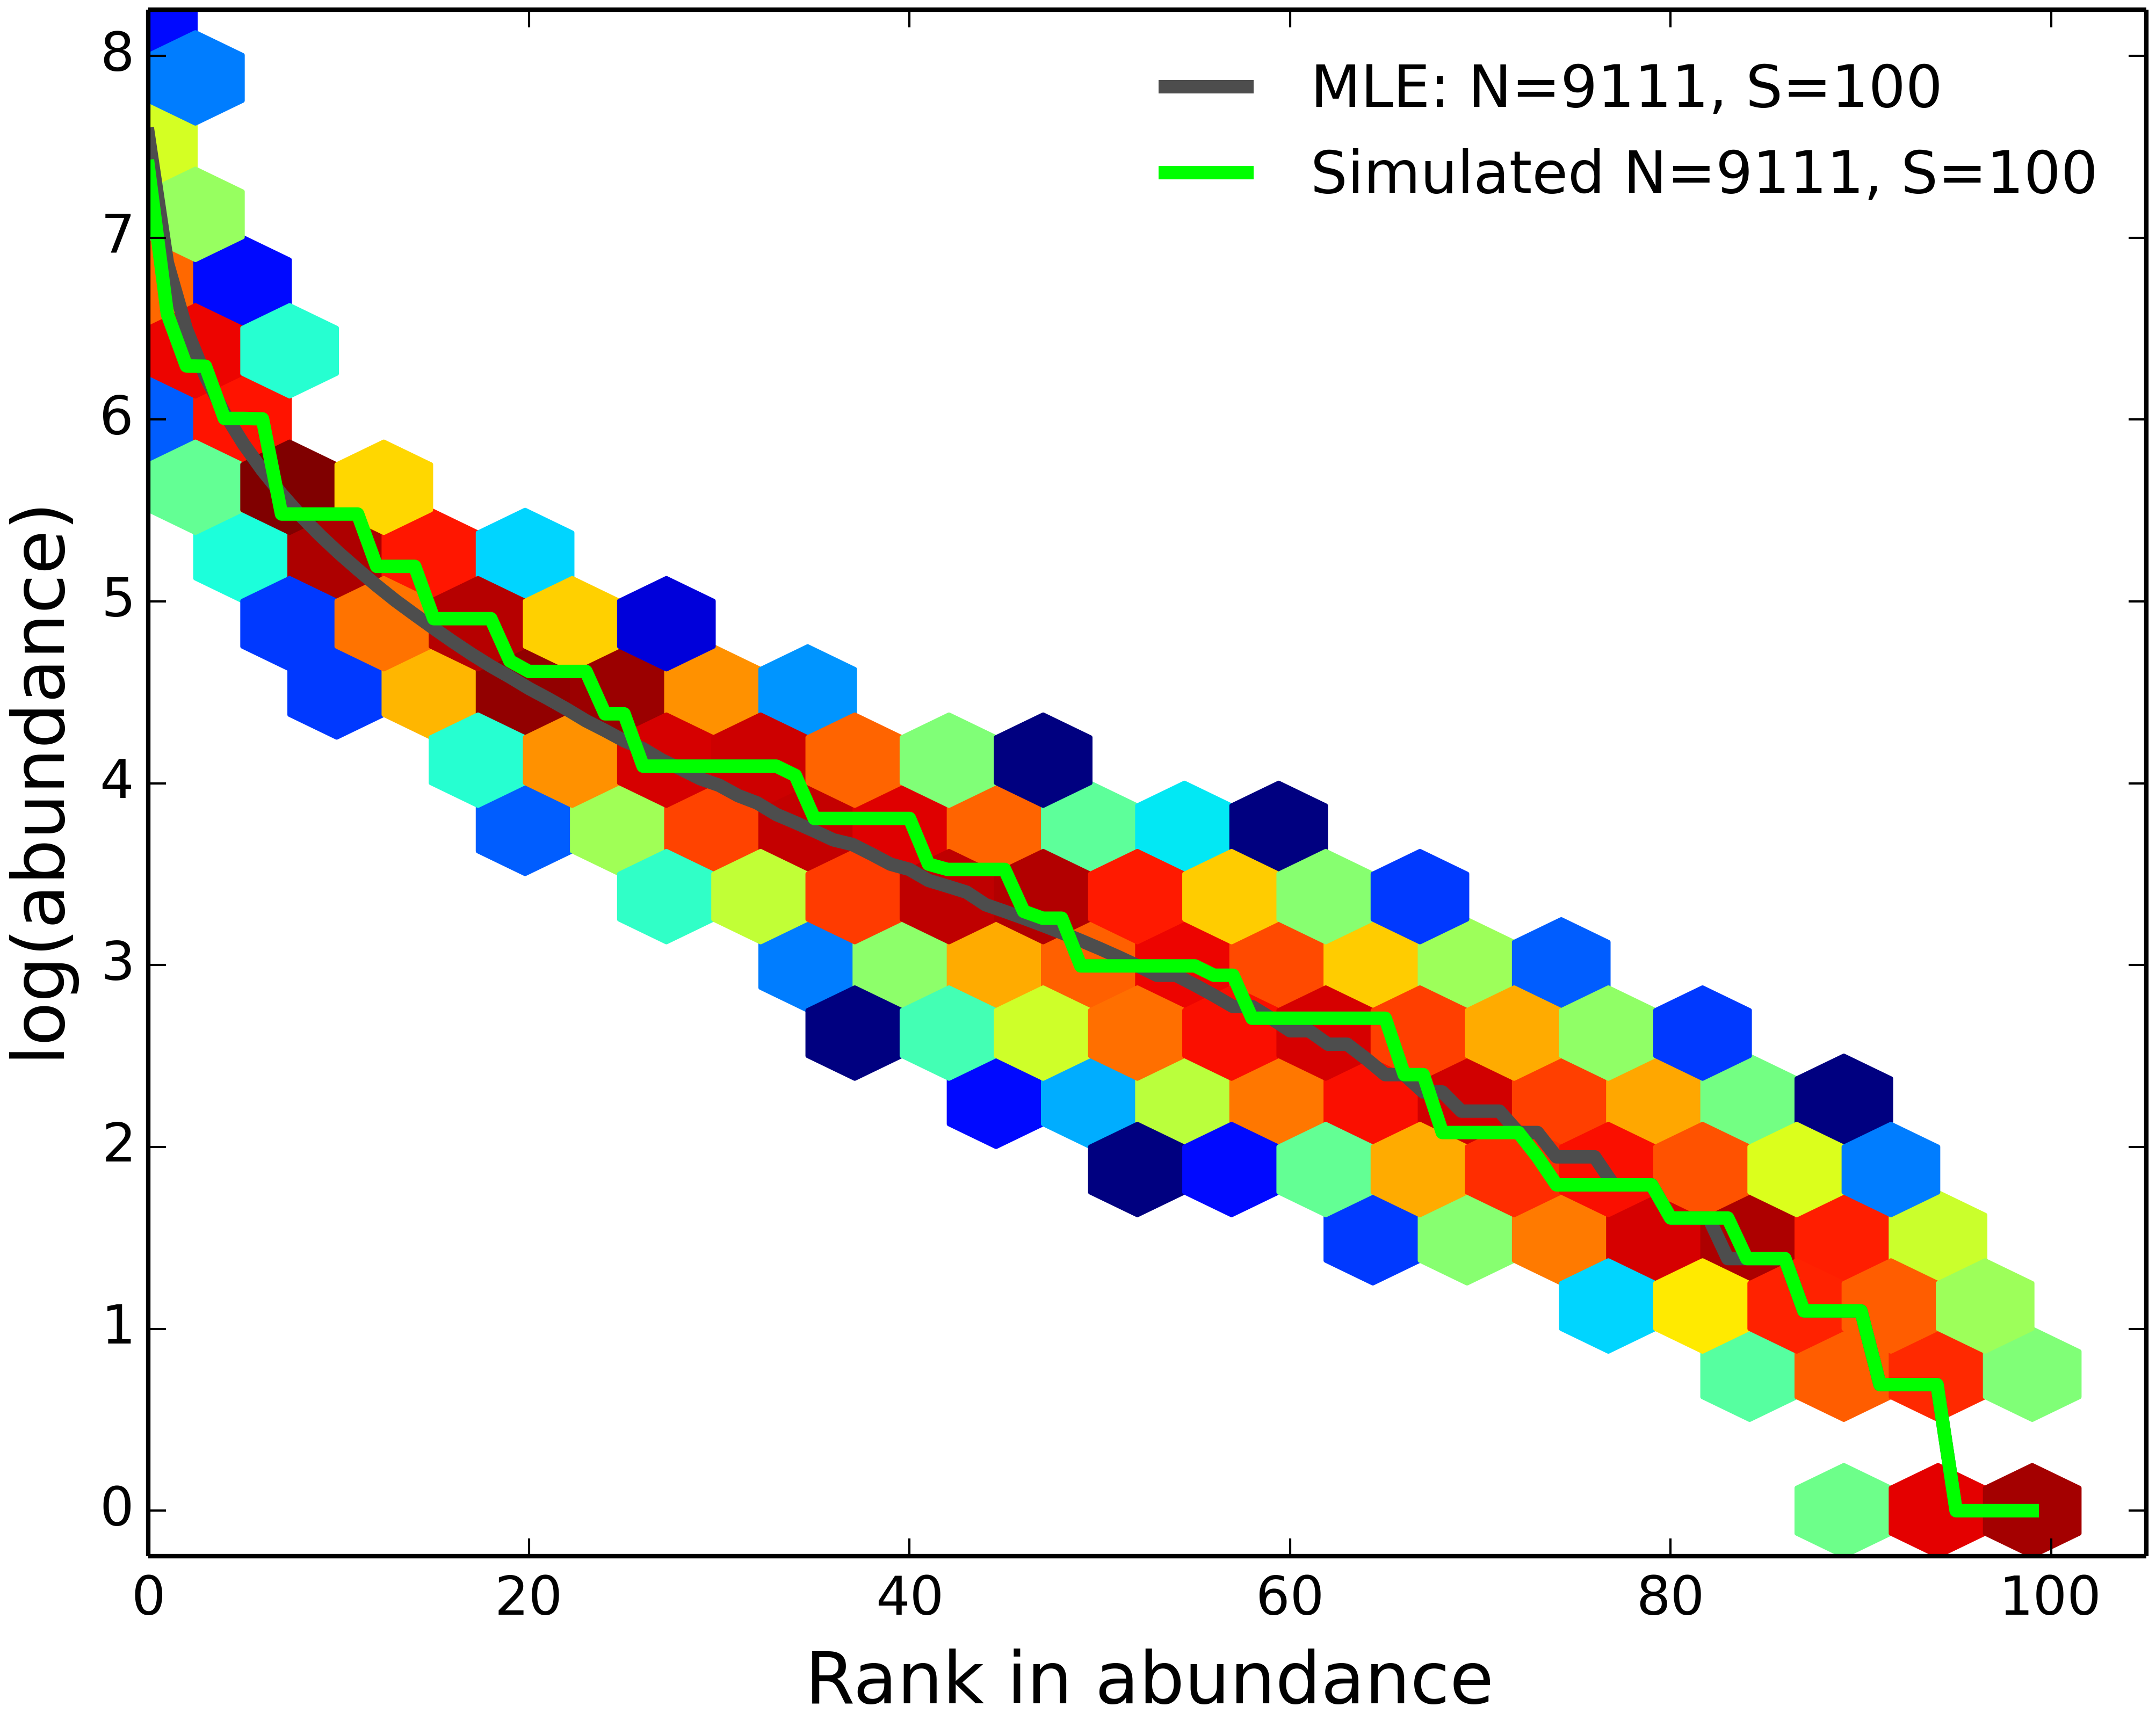 MLE: N=9111, S=100
Simulated N=9111, S=100
log(abundance)
8
7
6
5
4
3
2
1
0
0 20 40 60 80 100
Rank in abundance